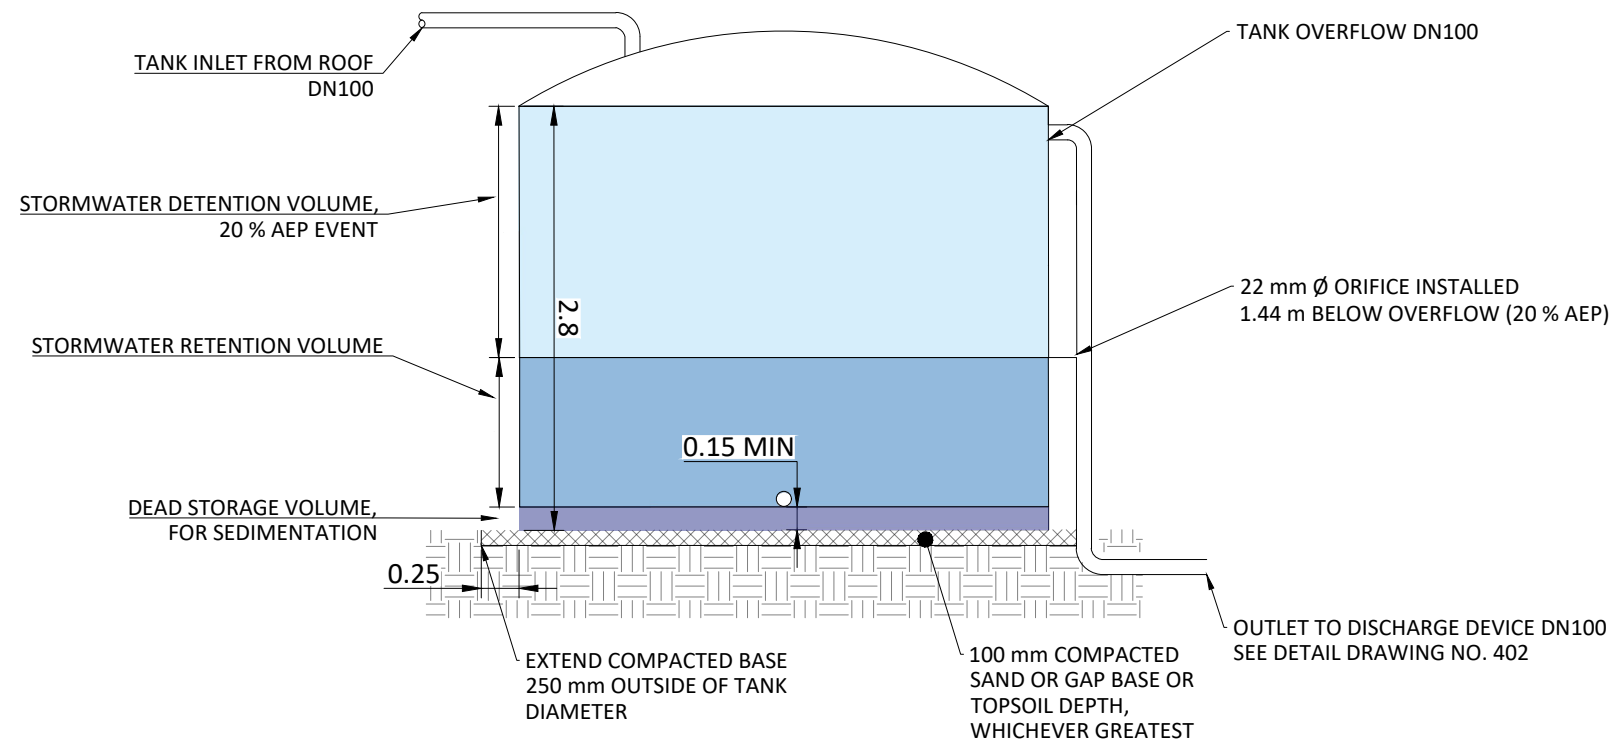 TANK INLET FROM ROOF
DN100
TANK OVERFLOW DN100
STORMWATER DETENTION VOLUME,
20 % AEP EVENT
2.8
22 mm Ø ORIFICE INSTALLED
1.44 m BELOW OVERFLOW (20 % AEP)
STORMWATER RETENTION VOLUME
0.15 MIN
DEAD STORAGE VOLUME,
FOR SEDIMENTATION
0.25
EXTEND COMPACTED BASE
250 mm OUTSIDE OF TANK
DIAMETER
100 mm COMPACTED
SAND OR GAP BASE OR
TOPSOIL DEPTH,
WHICHEVER GREATEST
OUTLET TO DISCHARGE DEVICE DN100
SEE DETAIL DRAWING NO. 402